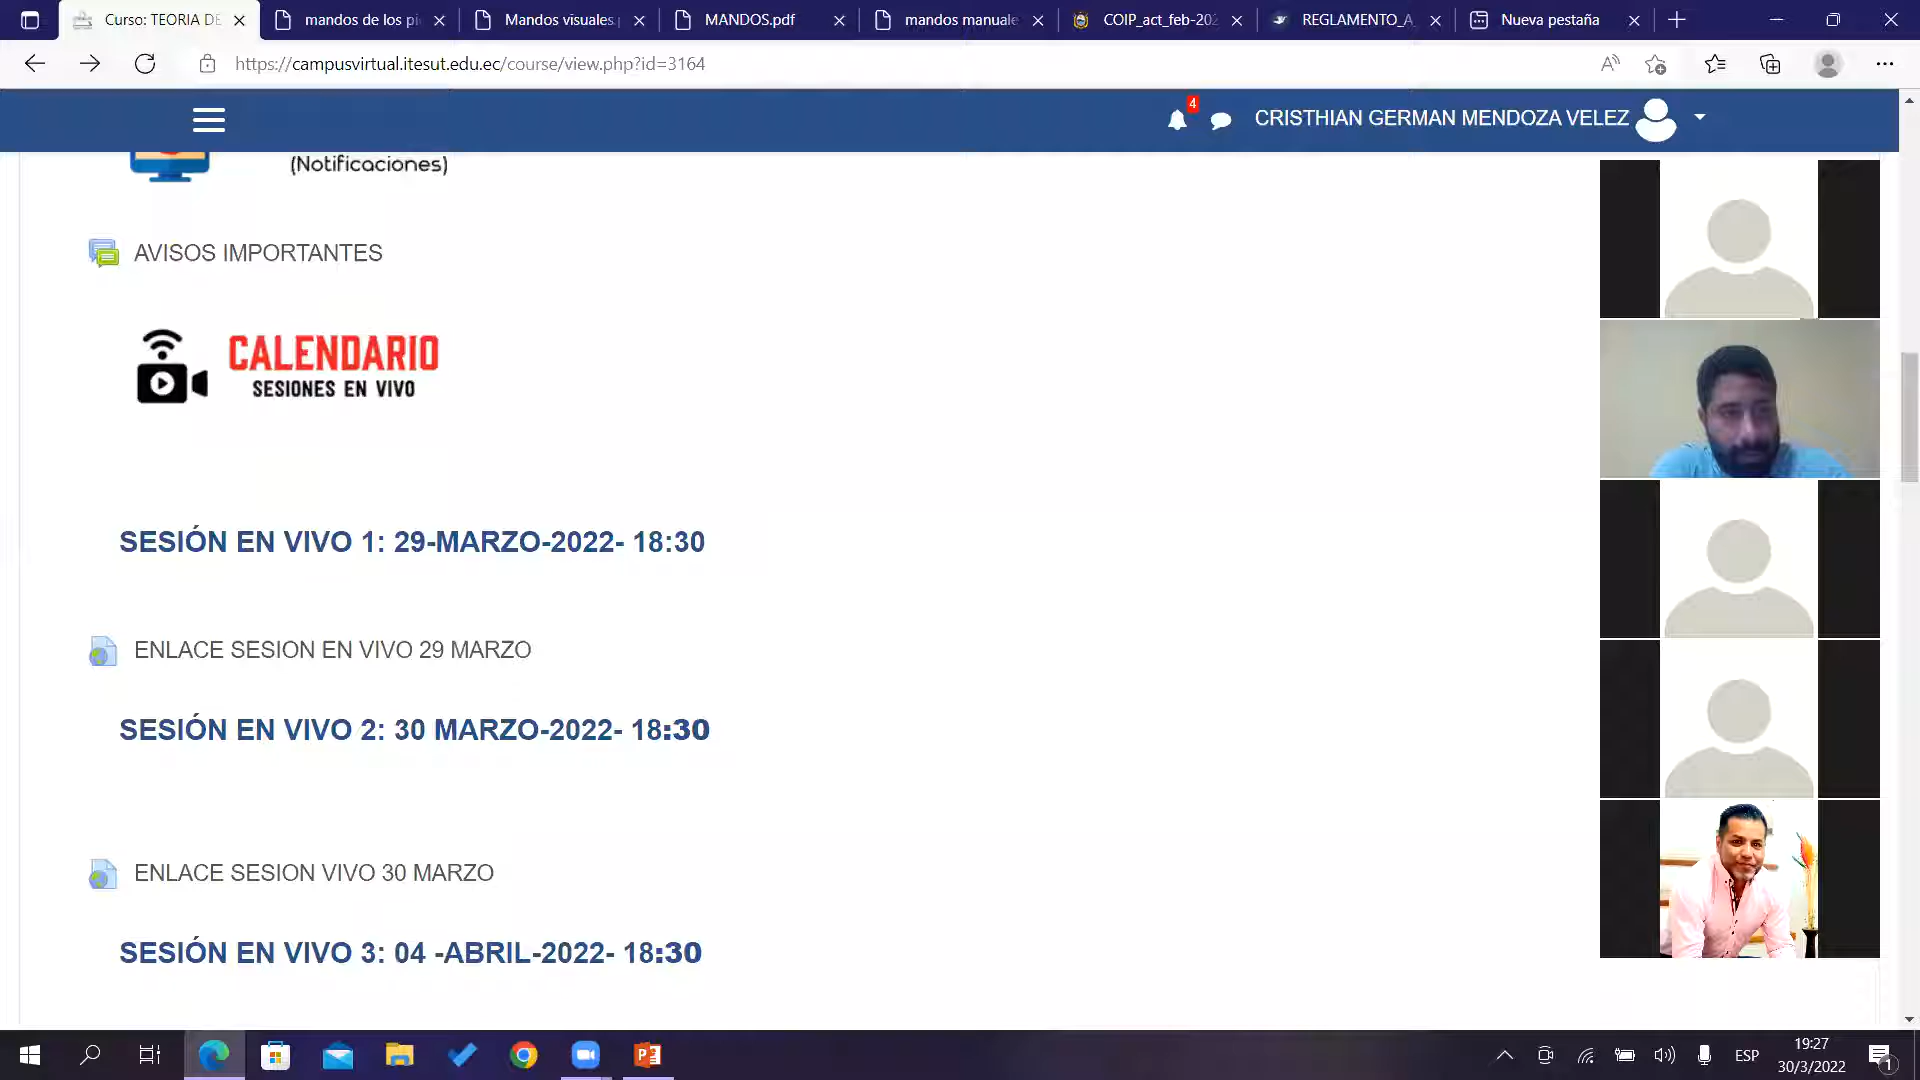 Curso: TEORIA DE
mandos de los pi
Mandos visuales
MANDOS.pdf
mandos manuale
COIP_act_feb-202
REGLAMENTO_A
Nueva pestaña
https://campusvirtual.itesut.edu.ec/course/view.php?id=3164
4
CRISTHIAN GERMAN MENDOZA VELEZ
(Notificaciones)
AVISOS IMPORTANTES
CALENDARIO
SESIONES EN VIVO
SESIÓN EN VIVO 1: 29-MARZO-2022- 18:30
ENLACE SESION EN VIVO 29 MARZO
SESIÓN EN VIVO 2: 30 MARZO-2022- 18:30
ENLACE SESION VIVO 30 MARZO
SESIÓN EN VIVO 3: 04 -ABRIL-2022- 18:30
ESP
19:27
30/3/2022
1